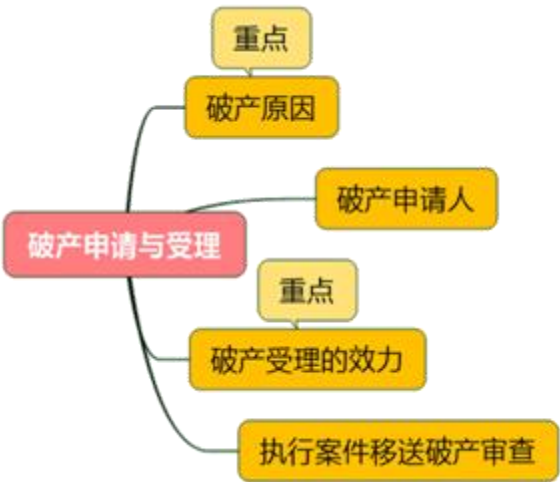 重点
破产原因
破产申请人
破产申请与受理
重点
破产受理的效力
执行案件移送破产审查